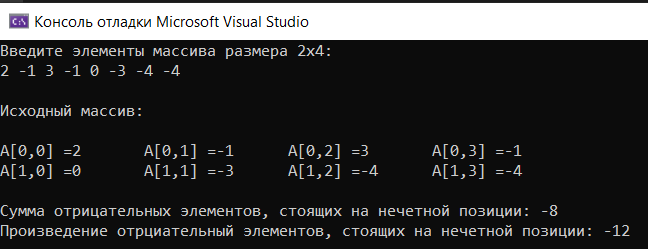 Консоль отладки Microsoft Visual Studio
Введите элементы массива размера 2х4:
2 -1 3 -1 0 -3 -4 -4
Исходный массив:
A[0,0] =2 A[0,1] =-1 A[0,2] =3 A[0,3] =-1
A[1,0] =0 A[1,1] =-3 A[1,2] =-4 A[1,3] =-4
Сумма отрицательных элементов, стоящих на нечетной позиции: -8
Произведение отрциательный элементов, стоящих на нечетной позиции: -12